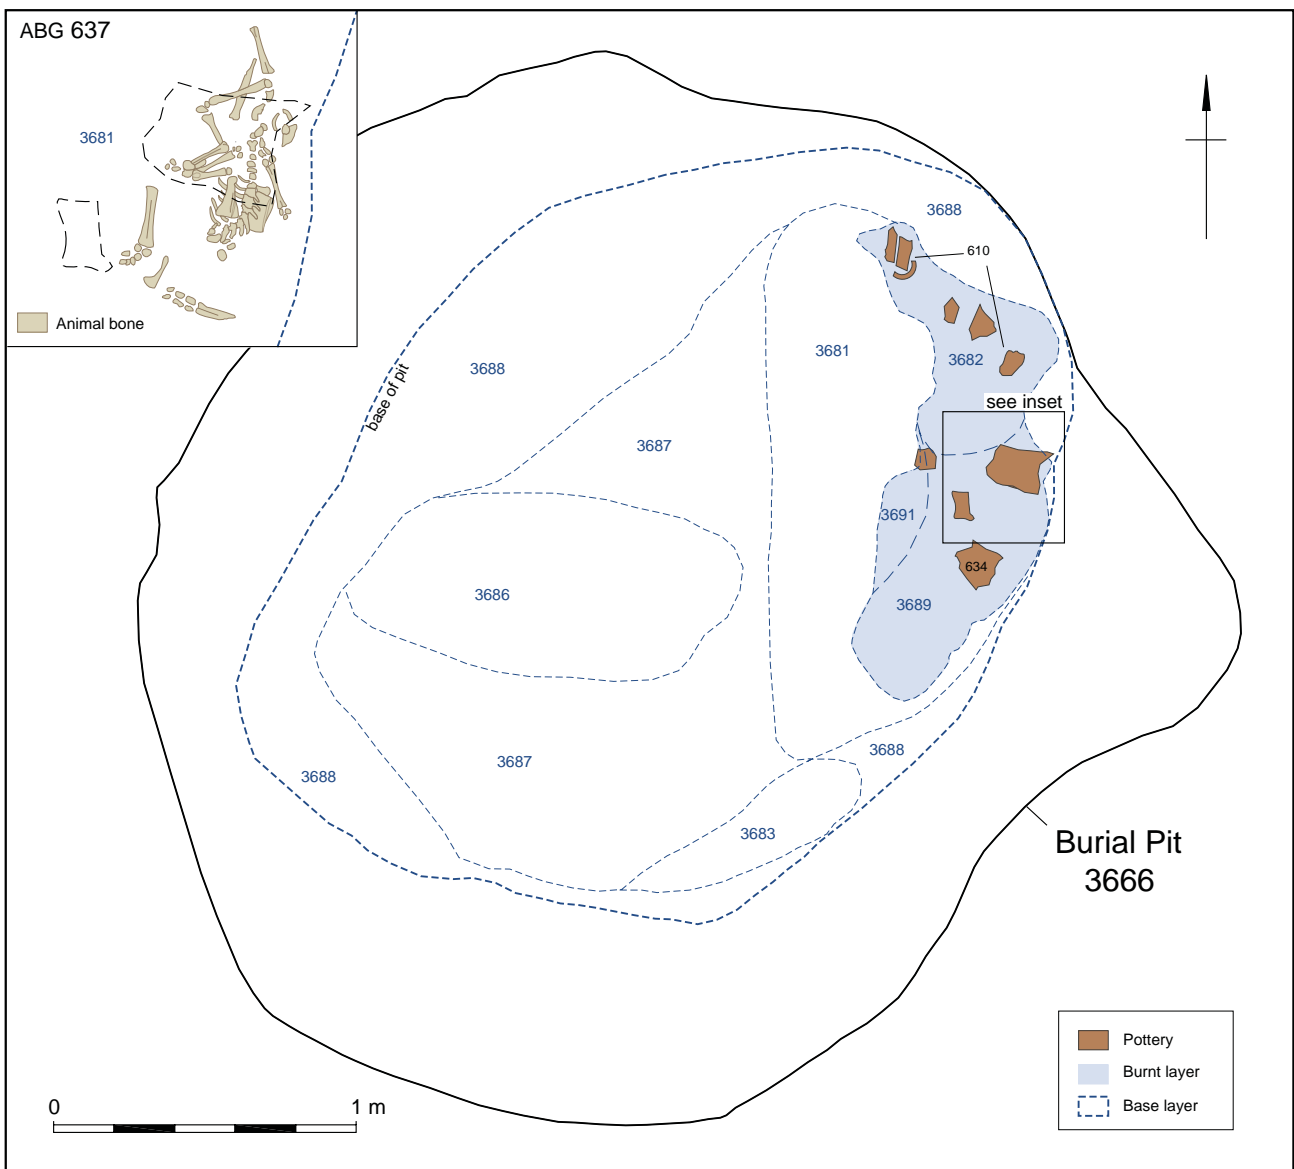 ABG 637
3681
Animal bone
3688
610
3681
3682
3688
base of pit
see inset
3687
3691
634
3686
3689
3688
3687
3688
3683
Burial Pit
3666
Pottery
Burnt layer
Base layer
0 1 m